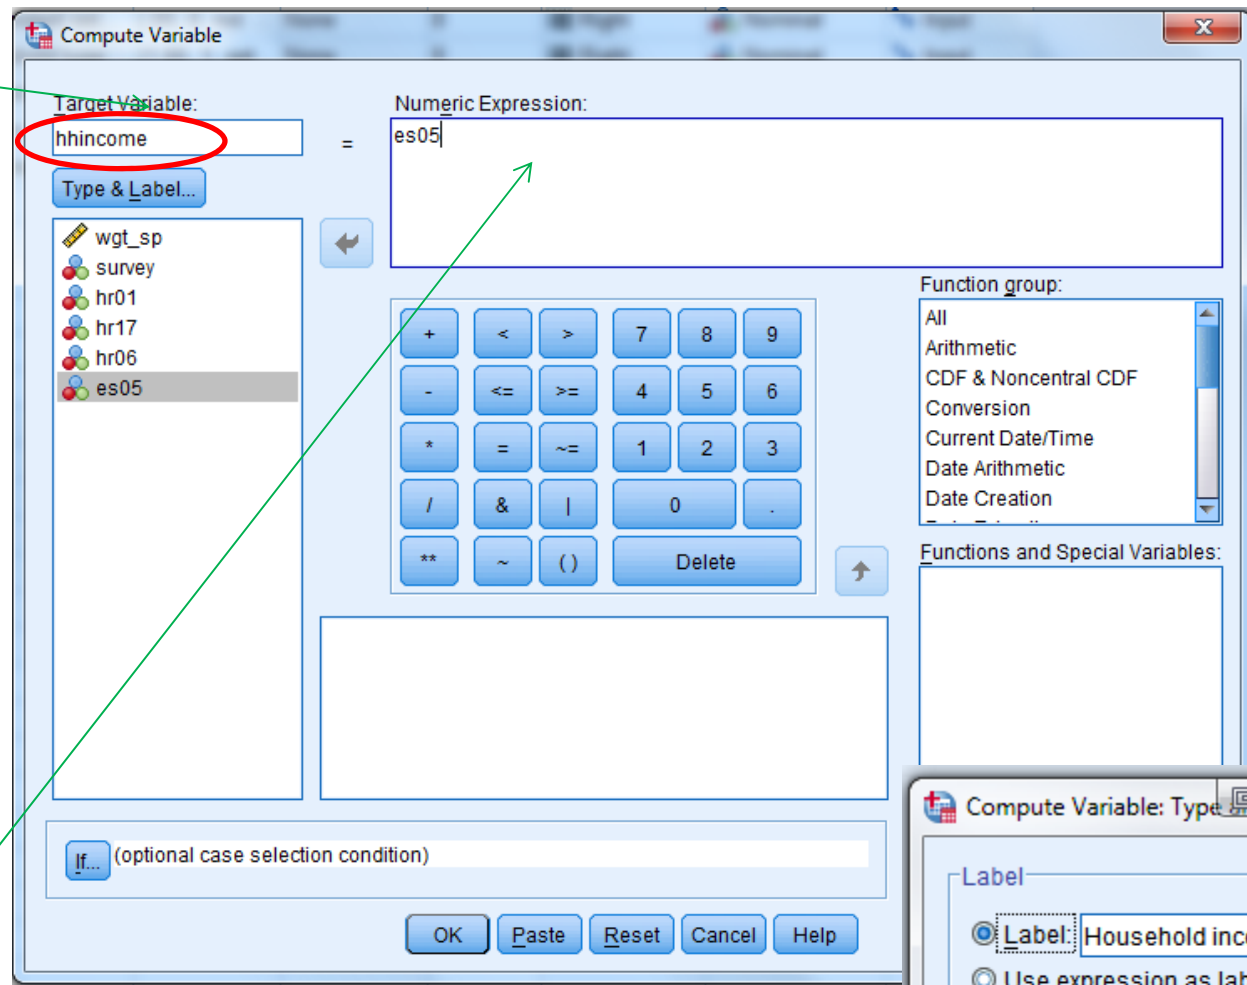 Compute Variable
x
Target Variable:
Numeric Expression:
hhincome
=
es05
Type & Label...
wgt_sp
survey
hr01
hr17
hr06
es05
Function group:
All
Arithmetic
CDF & Noncentral CDF
Conversion
Current Date/Time
Date Arithmetic
Date Creation
+ < > 7 8 9
- <= >= 4 5 6
* = ~= 1 2 3
/ & | 0 .
** ~ ( ) Delete
Functions and Special Variables:
If... (optional case selection condition)
OK Paste Reset Cancel Help
Compute Variable: Type
Label
Label: Household inc
Use expression as lab